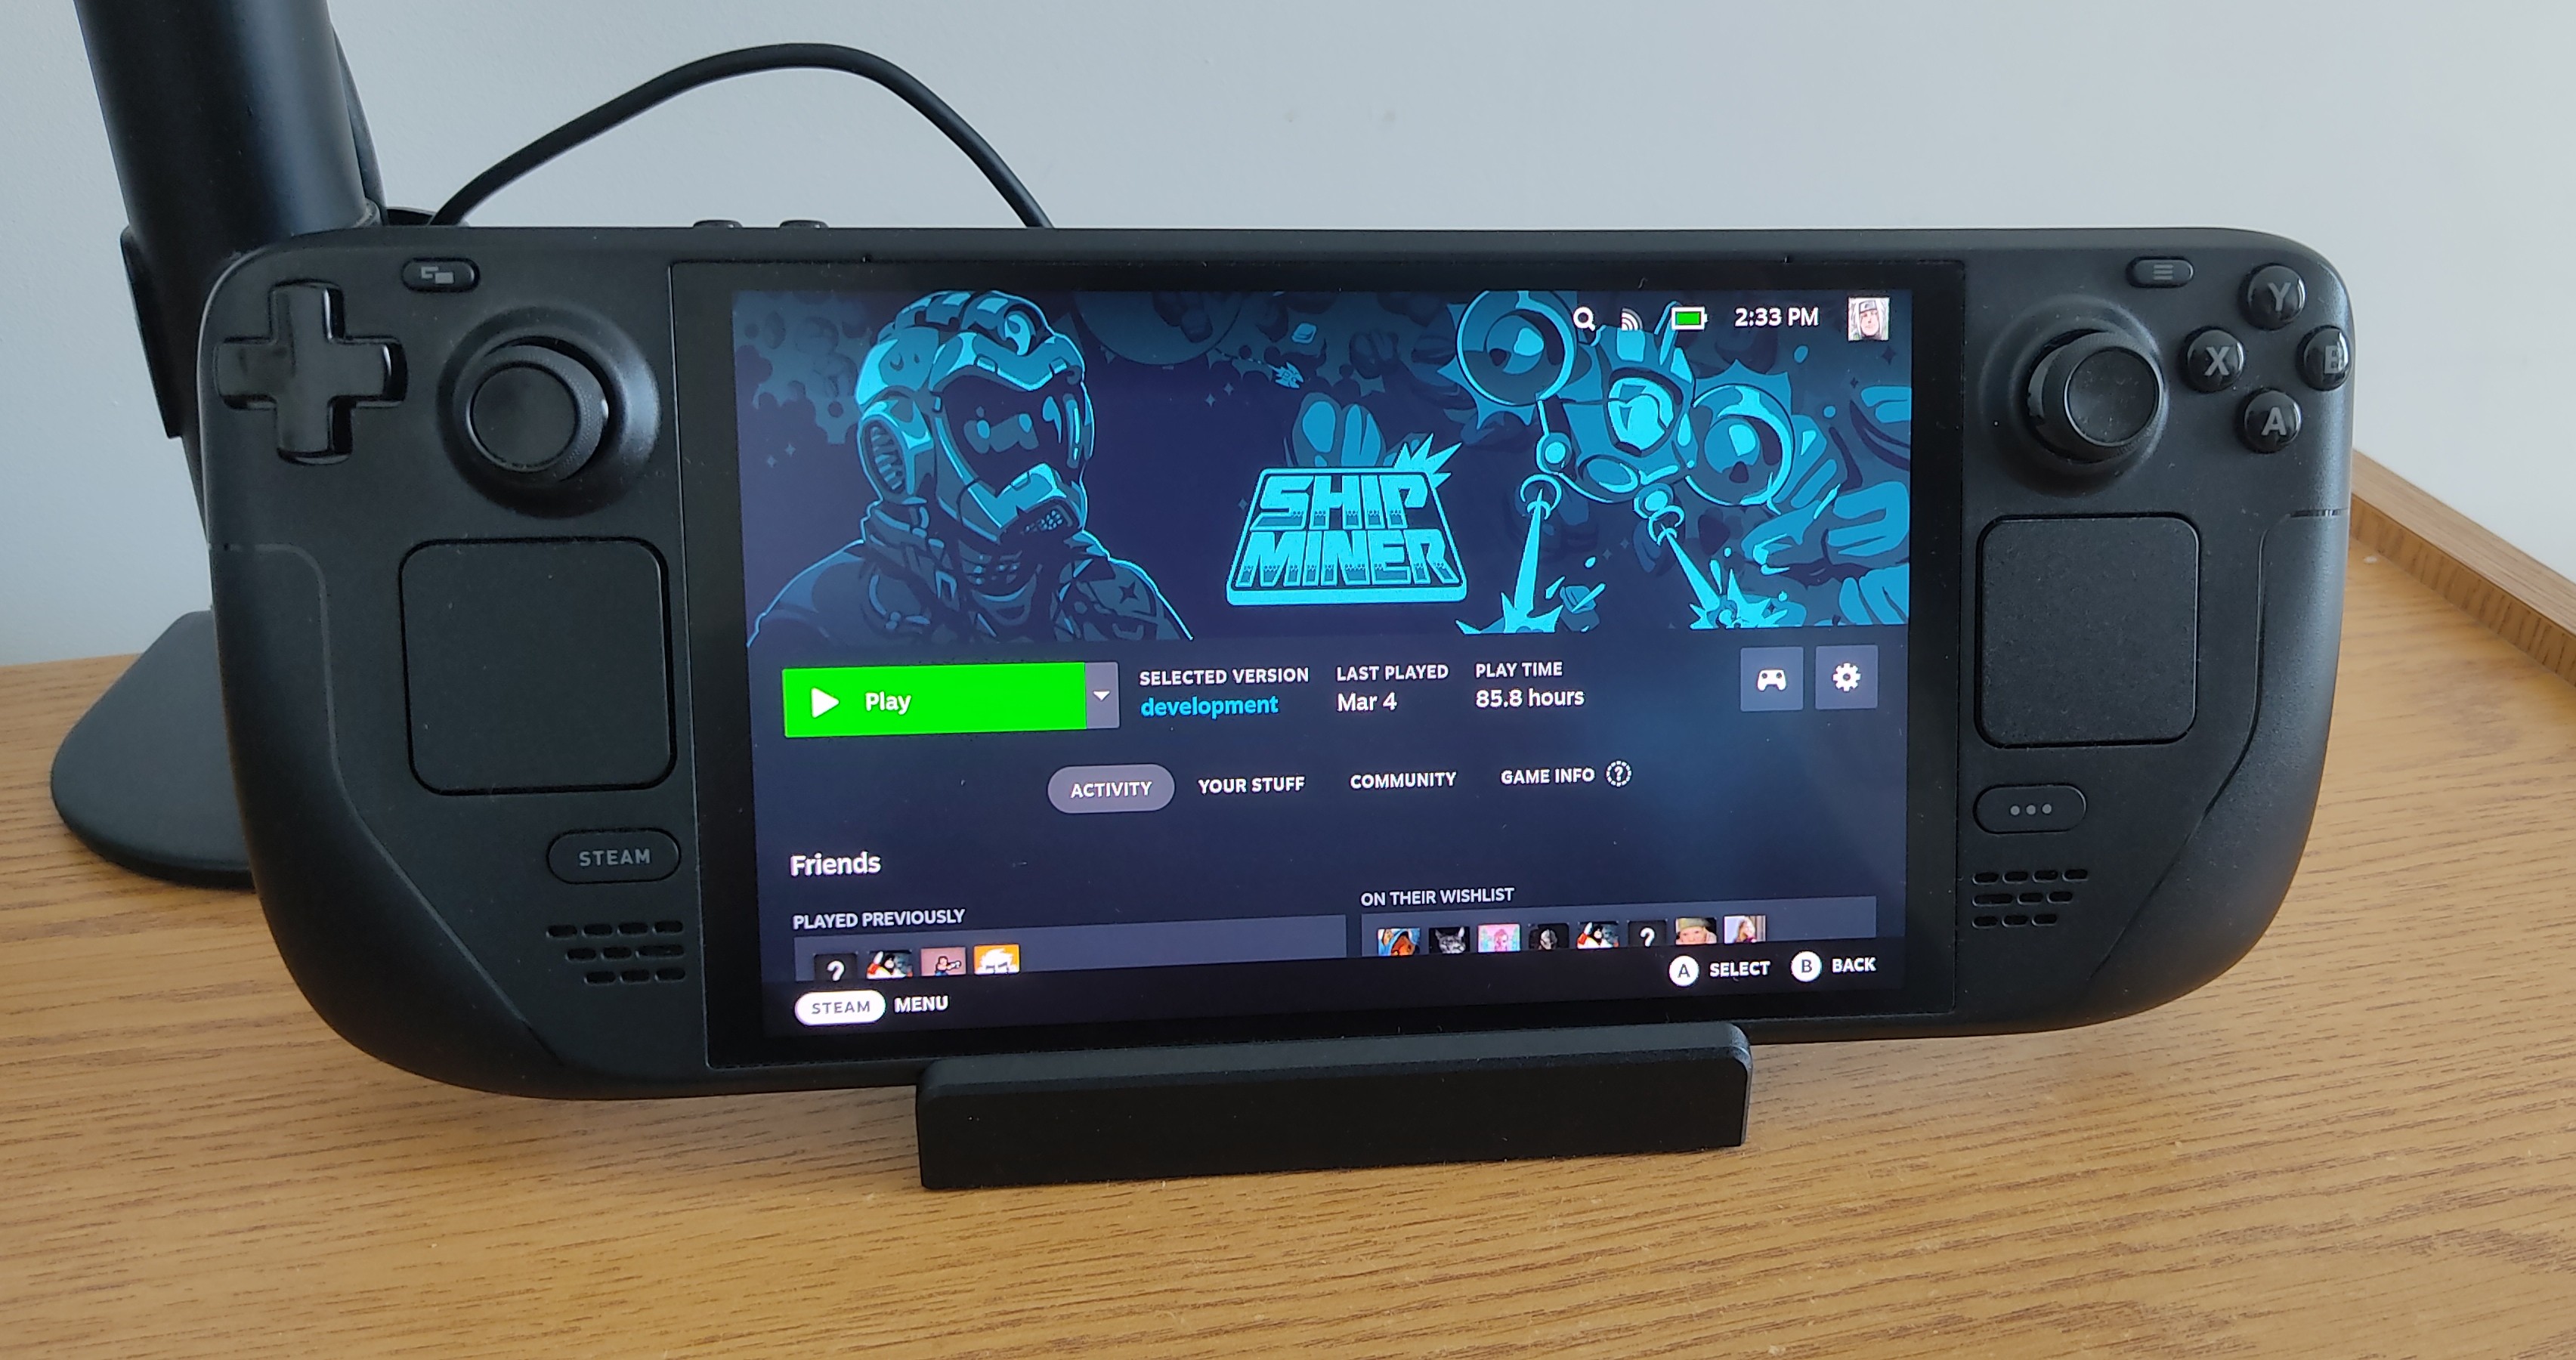 2:33 PM
SHIP
MINER
Play
SELECTED VERSION
development
LAST PLAYED
Mar 4
PLAY TIME
85.8 hours
ACTIVITY
YOUR STUFF
COMMUNITY
GAME INFO ?
Friends
PLAYED PREVIOUSLY
?
ON THEIR WISHLIST
?
STEAM MENU
A SELECT B BACK
STEAM
Y
X
B
A